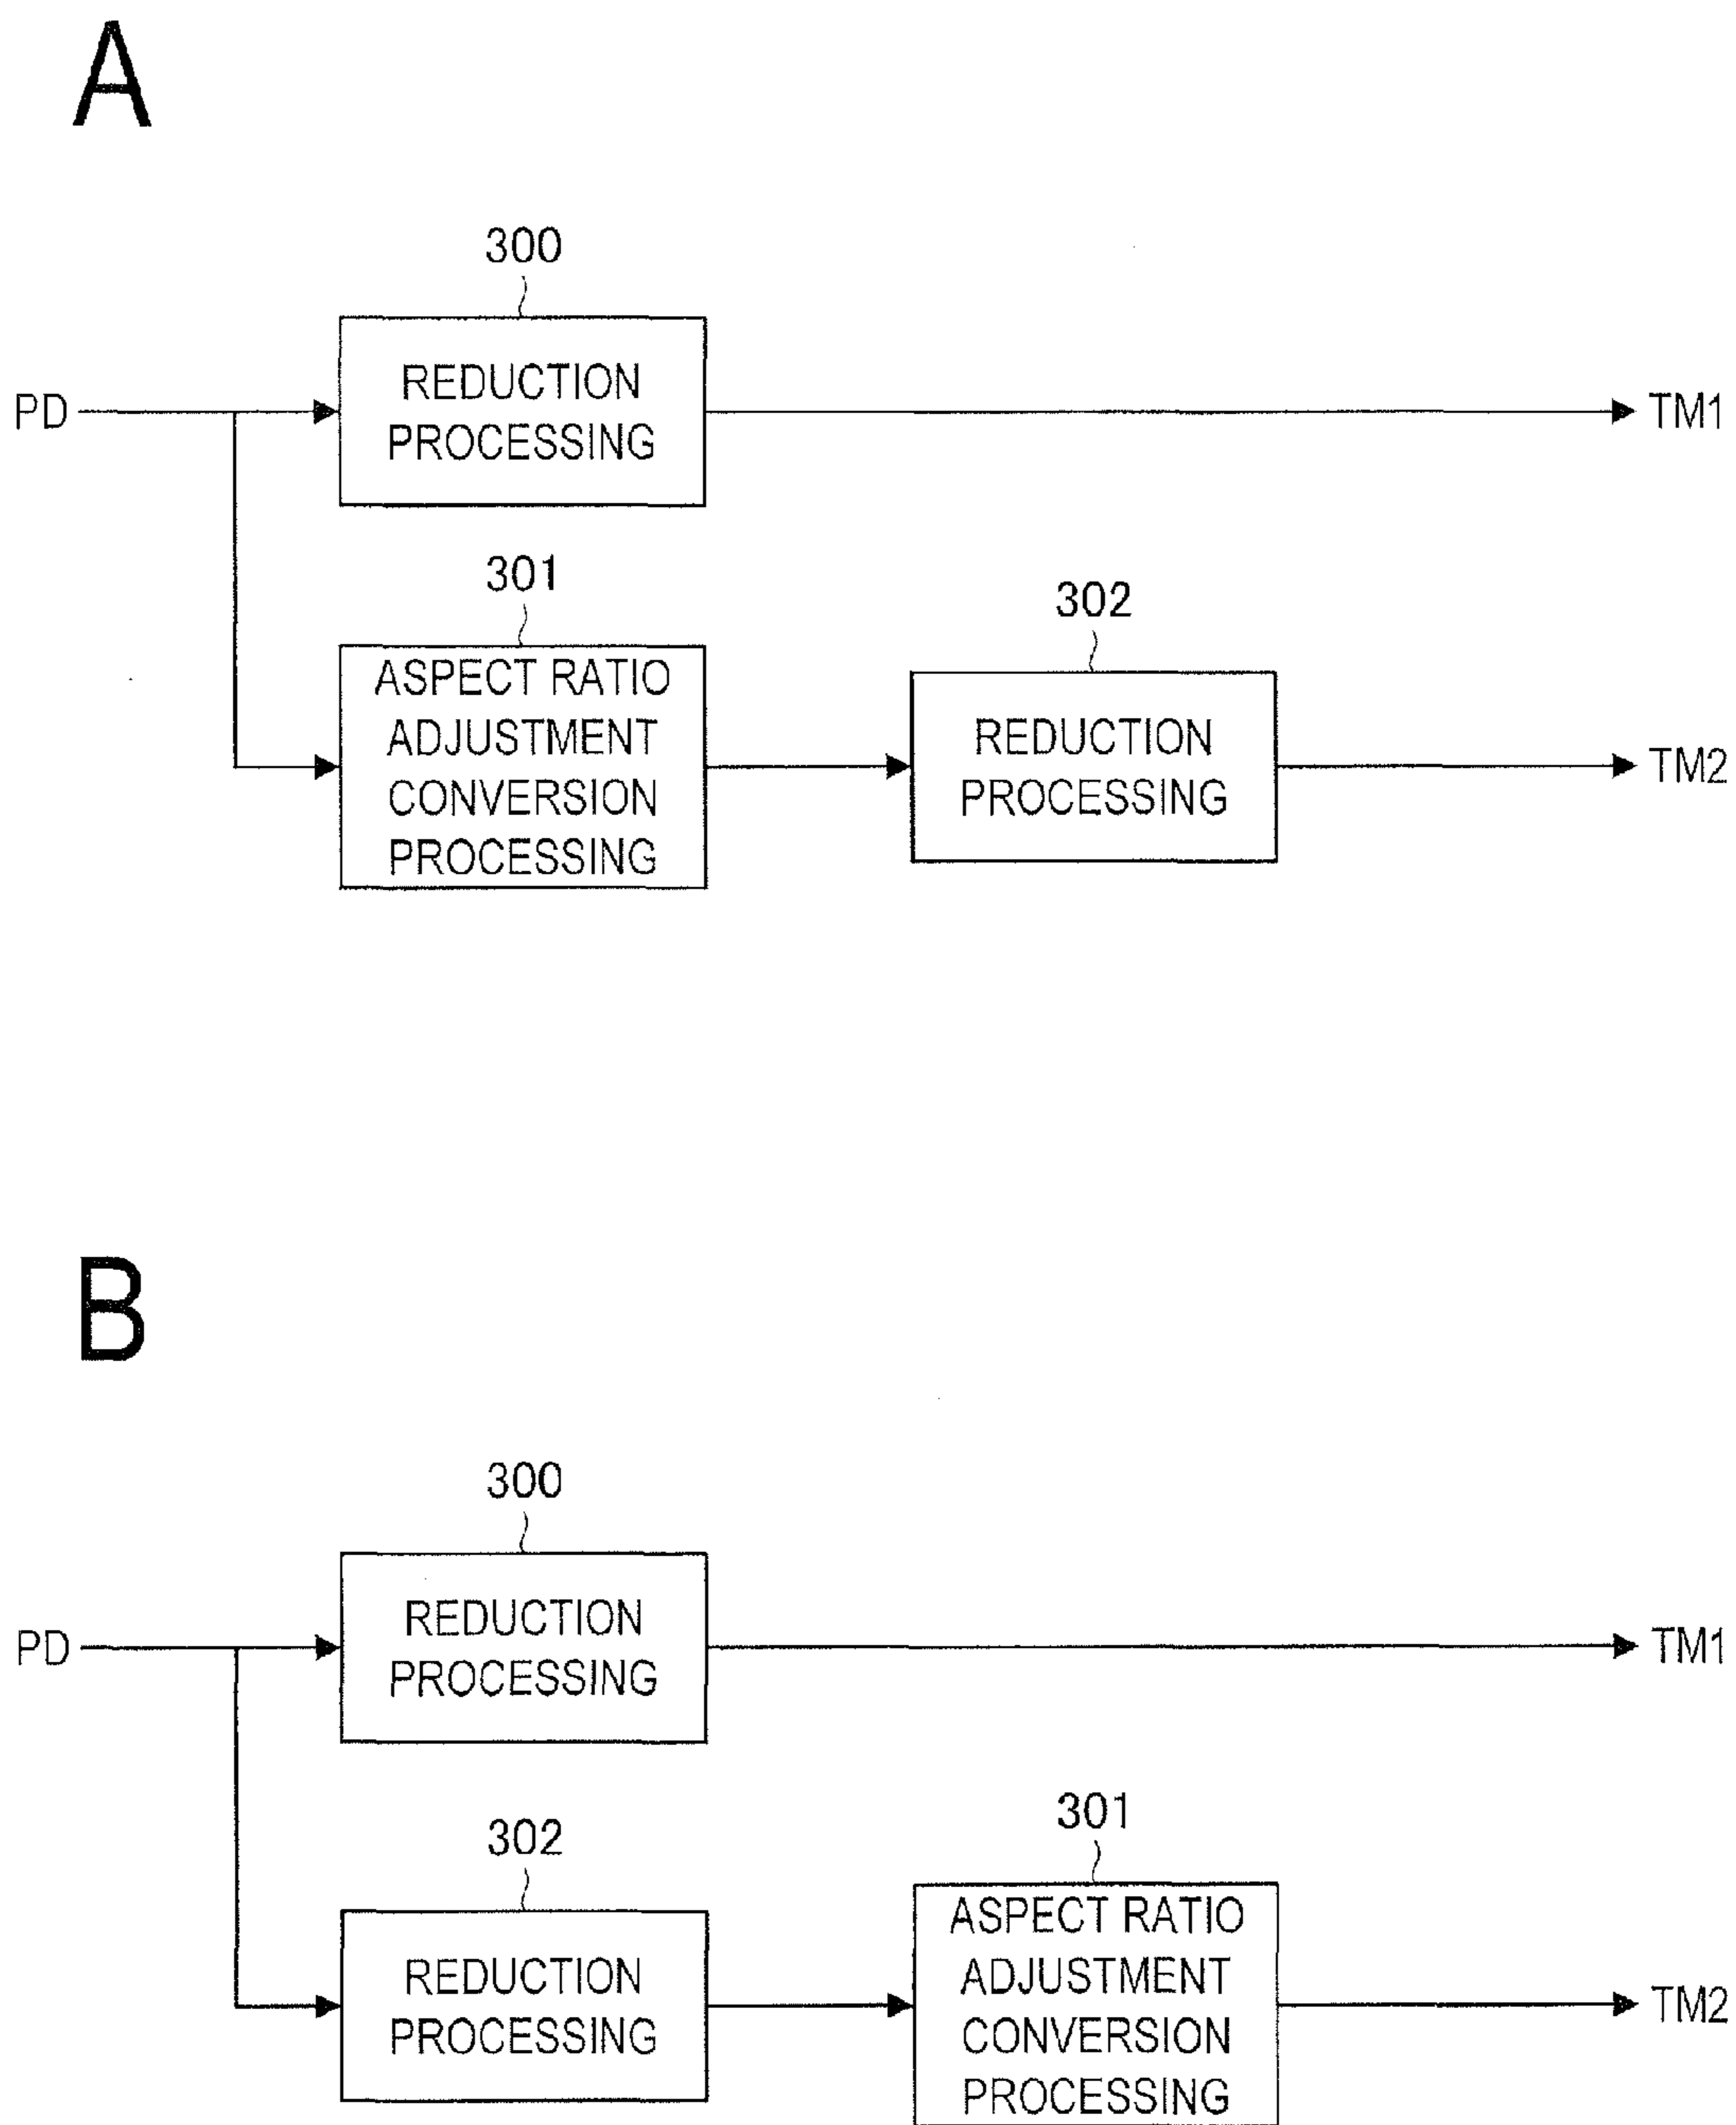 A
300
REDUCTION
PROCESSING
PD
TM1
301
ASPECT RATIO
ADJUSTMENT
CONVERSION
PROCESSING
302
REDUCTION
PROCESSING
TM2
B
300
REDUCTION
PROCESSING
PD
TM1
302
REDUCTION
PROCESSING
301
ASPECT RATIO
ADJUSTMENT
CONVERSION
PROCESSING
TM2